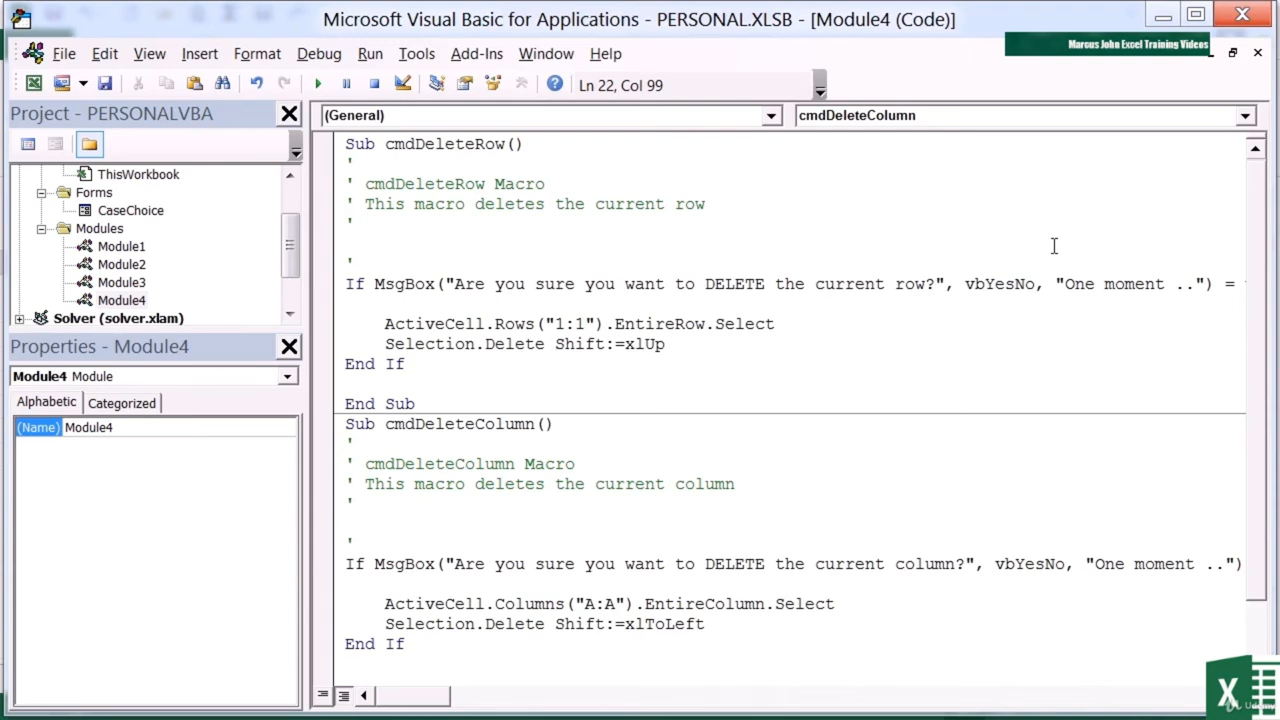 Microsoft Visual Basic for Applications - PERSONAL.XLSB - [Module4 (Code)]
Marcus John Excel Training Videos
File Edit View Insert Format Debug Run Tools Add-Ins Window Help
Ln 22, Col 99
Project - PERSONALVBA
(General)
cmdDeleteColumn
ThisWorkbook
Forms
CaseChoice
Modules
Module1
Module2
Module3
Module4
Solver (solver.xlam)
Properties - Module4
Module4 Module
Alphabetic Categorized
(Name) Module4
Sub cmdDeleteRow()
'
' cmdDeleteRow Macro
' This macro deletes the current row
'
'
If MsgBox("Are you sure you want to DELETE the current row?", vbYesNo, "One moment ..") =
ActiveCell.Rows("1:1").EntireRow.Select
Selection.Delete Shift:=xlUp
End If
End Sub
Sub cmdDeleteColumn()
'
' cmdDeleteColumn Macro
' This macro deletes the current column
'
'
If MsgBox("Are you sure you want to DELETE the current column?", vbYesNo, "One moment ..")
ActiveCell.Columns("A:A").EntireColumn.Select
Selection.Delete Shift:=xlToLeft
End If
X
Udemy